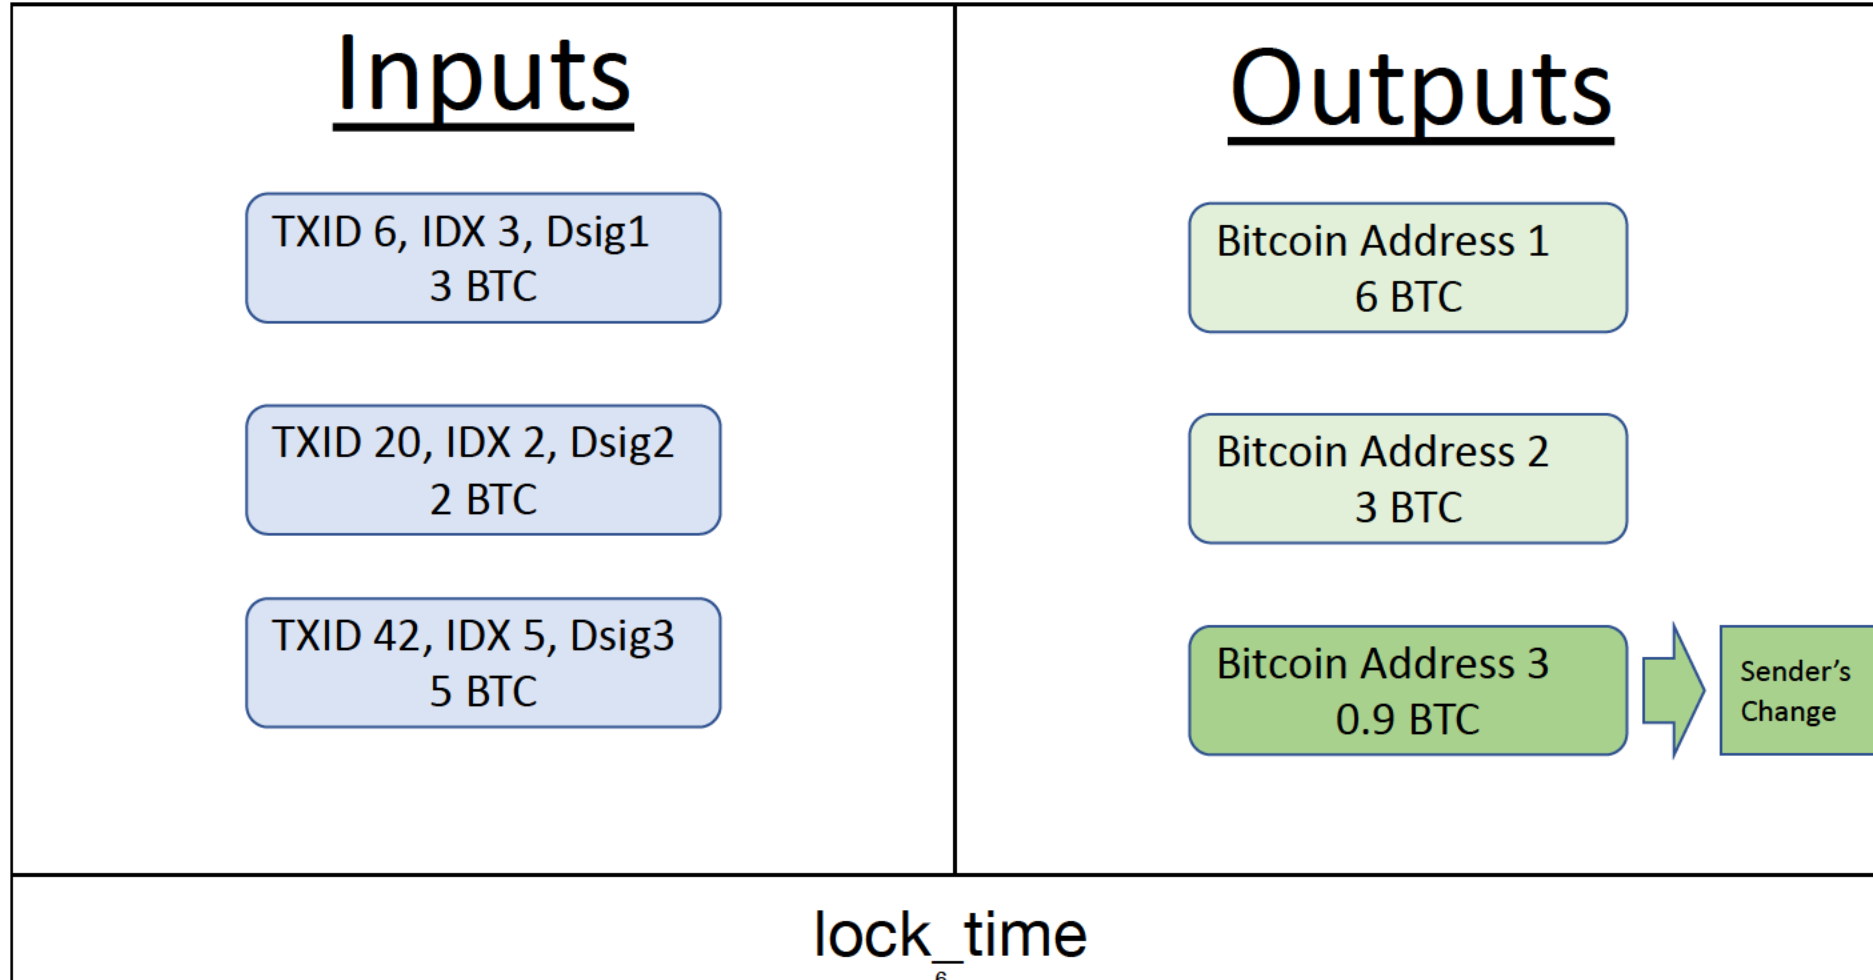 Inputs
TXID 6, IDX 3, Dsig1
3 BTC
TXID 20, IDX 2, Dsig2
2 BTC
TXID 42, IDX 5, Dsig3
5 BTC
Outputs
Bitcoin Address 1
6 BTC
Bitcoin Address 2
3 BTC
Bitcoin Address 3
0.9 BTC
Sender’s
Change
lock_time
6